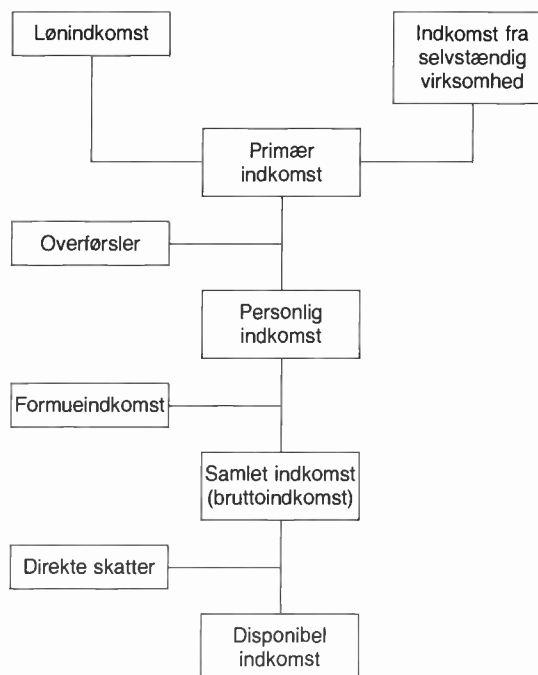 Lønindkomst
Indkomst fra
selvstændig
virksomhed
Primær
indkomst
Overførsler
Personlig
indkomst
Formueindkomst
Samlet indkomst
(bruttoindkomst)
Direkte skatter
Disponibel
indkomst